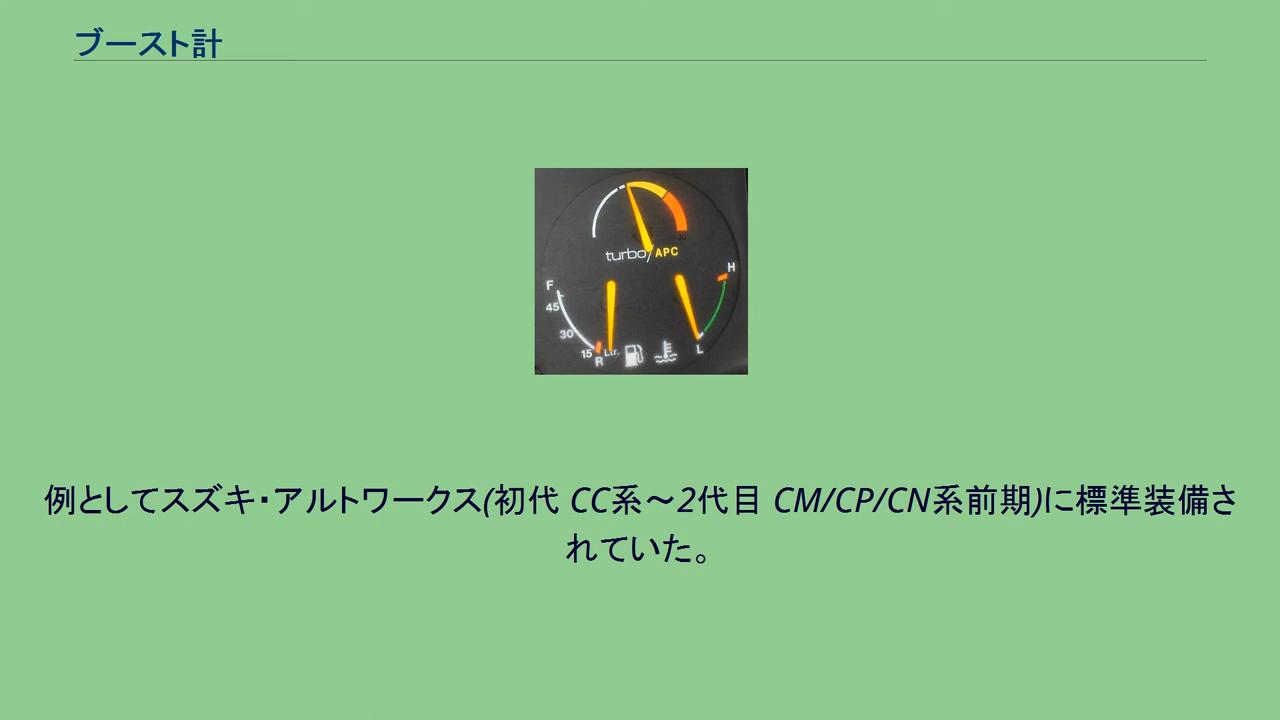 ブースト計
turbo/APC
F
H
45
30
15
Ltr.
R
L
例としてスズキ・アルトワークス(初代 CC系～2代目 CM/CP/CN系前期)に標準装備さ
れていた。